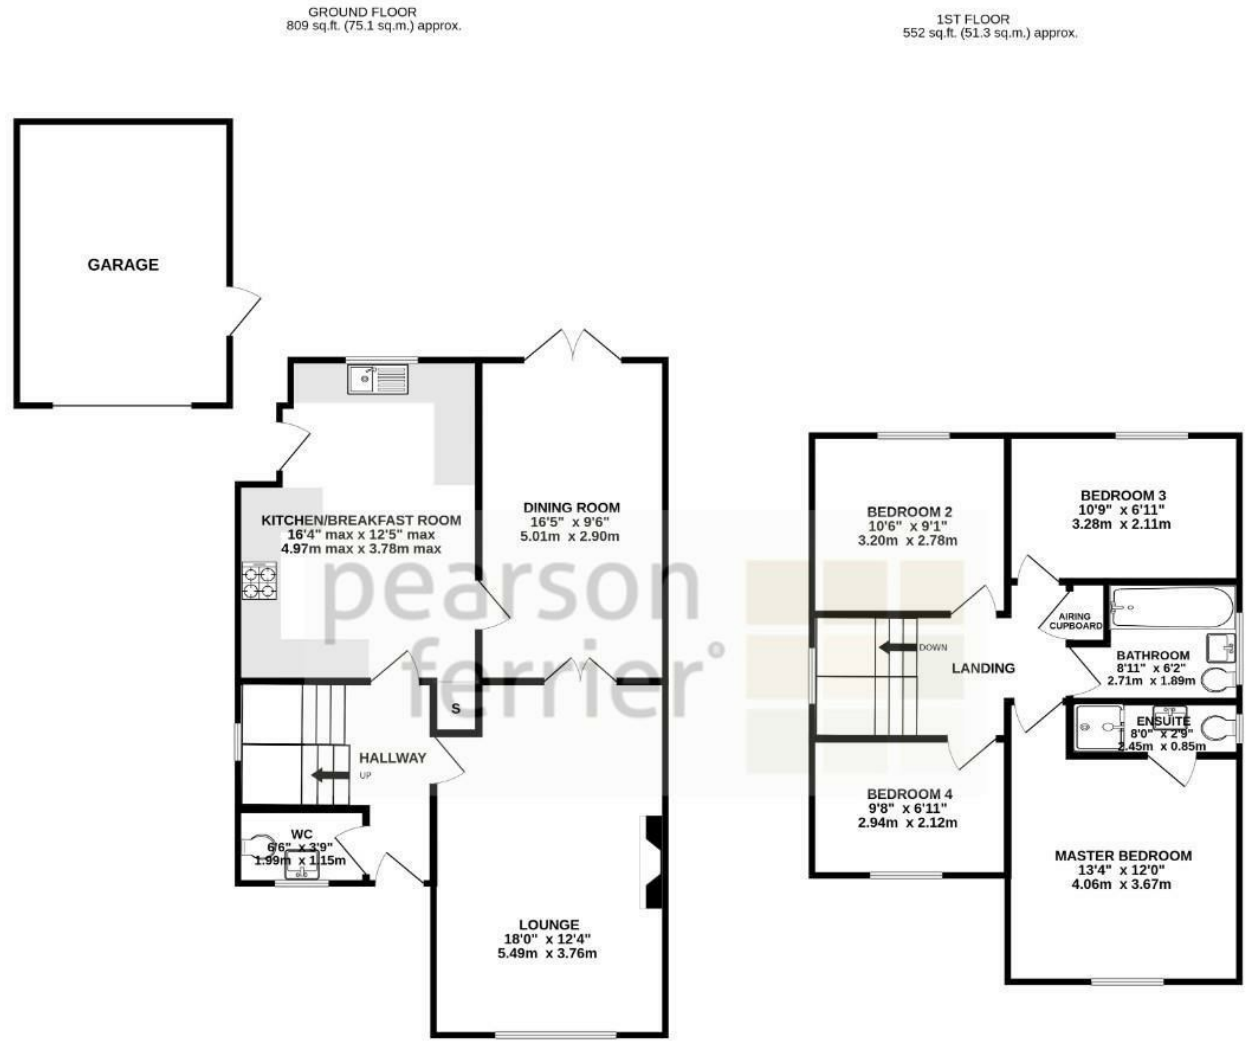 GROUND FLOOR
809 sq.ft. (75.1 sq.m.) approx.
1ST FLOOR
552 sq.ft. (51.3 sq.m.) approx.
GARAGE
KITCHEN/BREAKFAST ROOM
16'4" max x 12'5" max
4.97m max x 3.78m max
DINING ROOM
16'5" x 9'6"
5.01m x 2.90m
S
HALLWAY
UP
WC
6'6" x 3'9"
1.99m x 1.15m
LOUNGE
18'0" x 12'4"
5.49m x 3.76m
BEDROOM 2
10'6" x 9'1"
3.20m x 2.78m
BEDROOM 3
10'9" x 6'11"
3.28m x 2.11m
AIRING
CUPBOARD
BATHROOM
8'11" x 6'2"
2.71m x 1.89m
DOWN
LANDING
ENSUITE
8'0" x 2'9"
2.45m x 0.85m
BEDROOM 4
9'8" x 6'11"
2.94m x 2.12m
MASTER BEDROOM
13'4" x 12'0"
4.06m x 3.67m
pearson
ferrier®